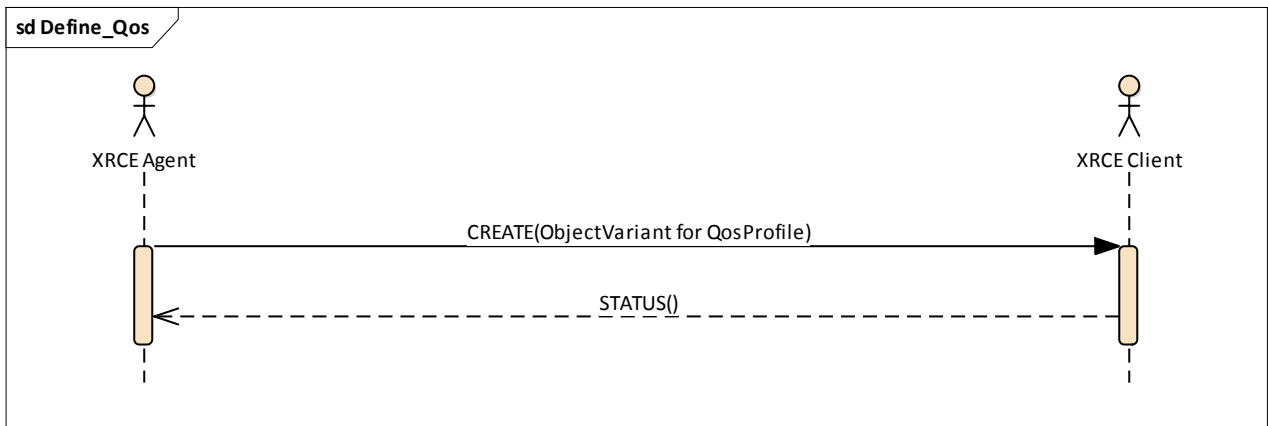 sd Define_Qos
XRCE Agent
XRCE Client
CREATE(ObjectVariant for QosProfile)
STATUS()